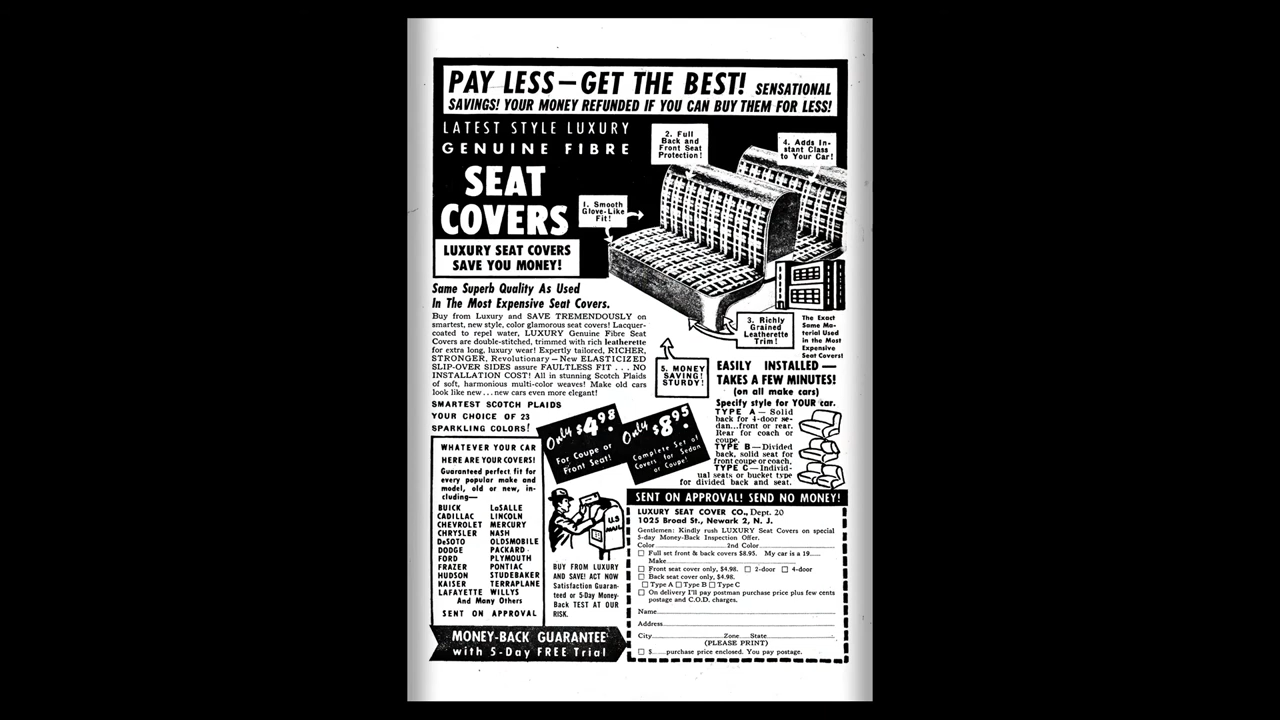 PAY LESS—GET THE BEST! SENSATIONAL
SAVINGS! YOUR MONEY REFUNDED IF YOU CAN BUY THEM FOR LESS!
LATEST STYLE LUXURY
GENUINE FIBRE
SEAT
COVERS
LUXURY SEAT COVERS
SAVE YOU MONEY!
1. Smooth
Glove-Like
Fit!
2. Full
Back and
Front Seat
Protection!
4. Adds In-
stant Class
to Your Car!
3. Richly
Grained
Leatherette
Trim!
The Exact
Same Ma-
terial Used
in the Most
Expensive
Seat Covers!
5. MONEY
SAVING!
STURDY!
Same Superb Quality As Used
In The Most Expensive Seat Covers.
Buy from Luxury and SAVE TREMENDOUSLY on
smartest, new style, color glamorous seat covers! Lacquer-
coated to repel water, LUXURY Genuine Fibre Seat
Covers are double-stitched, trimmed with rich leatherette
for extra long, luxury wear! Expertly tailored, RICHER,
STRONGER, Revolutionary—New ELASTICIZED
SLIP-OVER SIDES assure FAULTLESS FIT . . . NO
INSTALLATION COST! All in stunning Scotch Plaids
of soft, harmonious multi-color weaves! Make old cars
look like new...new cars even more elegant!
SMARTEST SCOTCH PLAIDS
YOUR CHOICE OF 23
SPARKLING COLORS!
Only $4.98
For Coupe or
Front Seat!
Only $8.95
Complete Set of
Covers for Sedan
or Coupe!
EASILY INSTALLED—
TAKES A FEW MINUTES!
(on all make cars)
Specify style for YOUR car.
TYPE A — Solid
back for 4-door se-
dan...front or rear.
Rear for coach or
coupe.
TYPE B—Divided
back, solid seat for
front coupe or coach.
TYPE C—Individ-
ual seats or bucket type
for divided back and seat.
WHATEVER YOUR CAR
HERE ARE YOUR COVERS!
Guaranteed perfect fit for
every popular make and
model, old or new, in-
cluding—
BUICK LaSALLE
CADILLAC LINCOLN
CHEVROLET MERCURY
CHRYSLER NASH
DeSOTO OLDSMOBILE
DODGE PACKARD
FORD PLYMOUTH
FRAZER PONTIAC
HUDSON STUDEBAKER
KAISER TERRAPLANE
LAFAYETTE WILLYS
And Many Others
SENT ON APPROVAL
U.S.
MAIL
BUY FROM LUXURY
AND SAVE! ACT NOW
Satisfaction Guaran-
teed or 5-Day Money-
Back TEST AT OUR
RISK.
MONEY-BACK GUARANTEE
with 5-Day FREE Trial
SENT ON APPROVAL! SEND NO MONEY!
LUXURY SEAT COVER CO., Dept. 20
1025 Broad St., Newark 2, N. J.
Gentlemen: Kindly rush LUXURY Seat Covers on special
5-day Money-Back Inspection Offer.
Color 2nd Color
Full set front & back covers $8.95. My car is a 19
Make
Front seat cover only, $4.98. 2-door 4-door
Back seat cover only, $4.98.
Type A Type B Type C
On delivery I'll pay postman purchase price plus few cents
postage and C.O.D. charges.
Name
Address
City Zone State
(PLEASE PRINT)
$ purchase price enclosed. You pay postage.